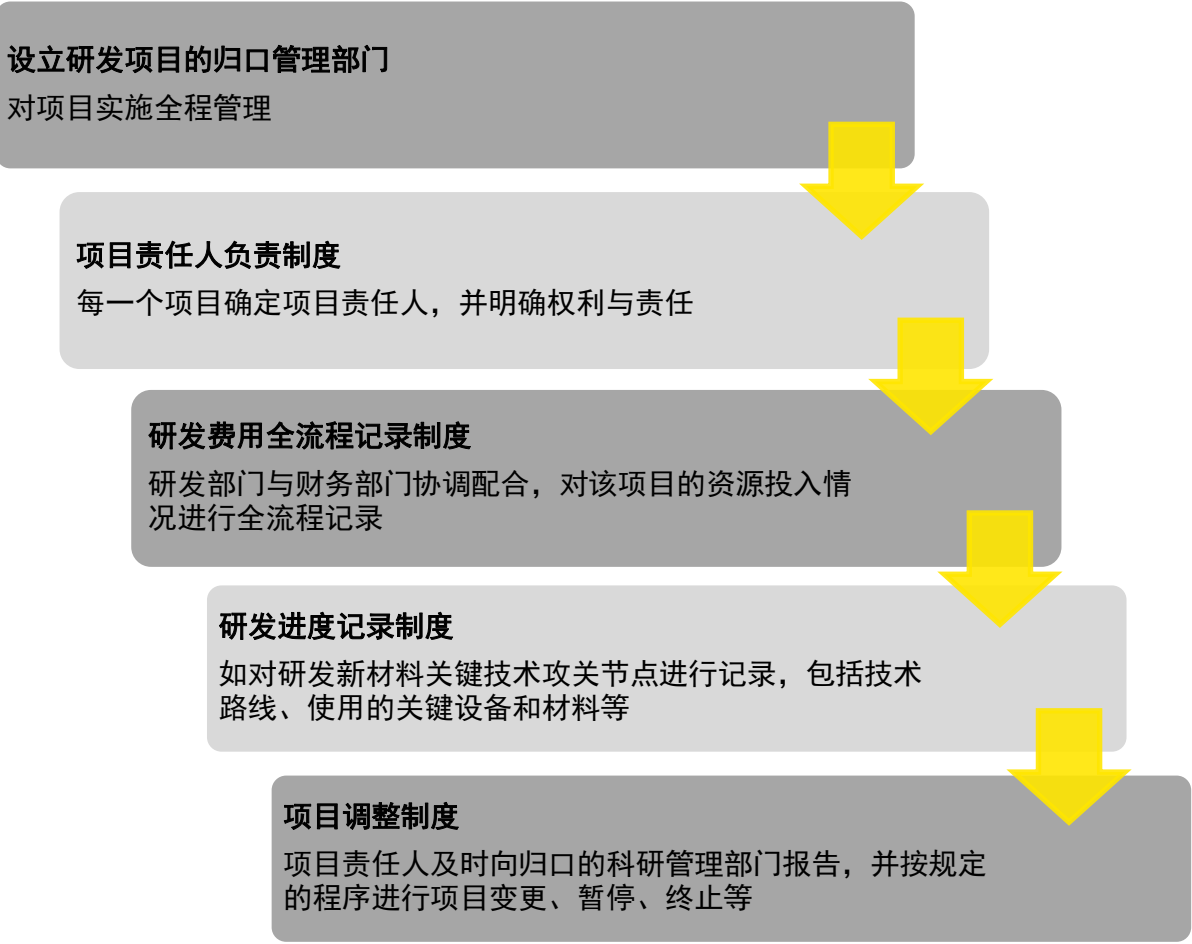 设立研发项目的归口管理部门
对项目实施全程管理
项目责任人负责制度
每一个项目确定项目责任人，并明确权利与责任
研发费用全流程记录制度
研发部门与财务部门协调配合，对该项目的资源投入情
况进行全流程记录
研发进度记录制度
如对研发新材料关键技术攻关节点进行记录，包括技术
路线、使用的关键设备和材料等
项目调整制度
项目责任人及时向归口的科研管理部门报告，并按规定
的程序进行项目变更、暂停、终止等